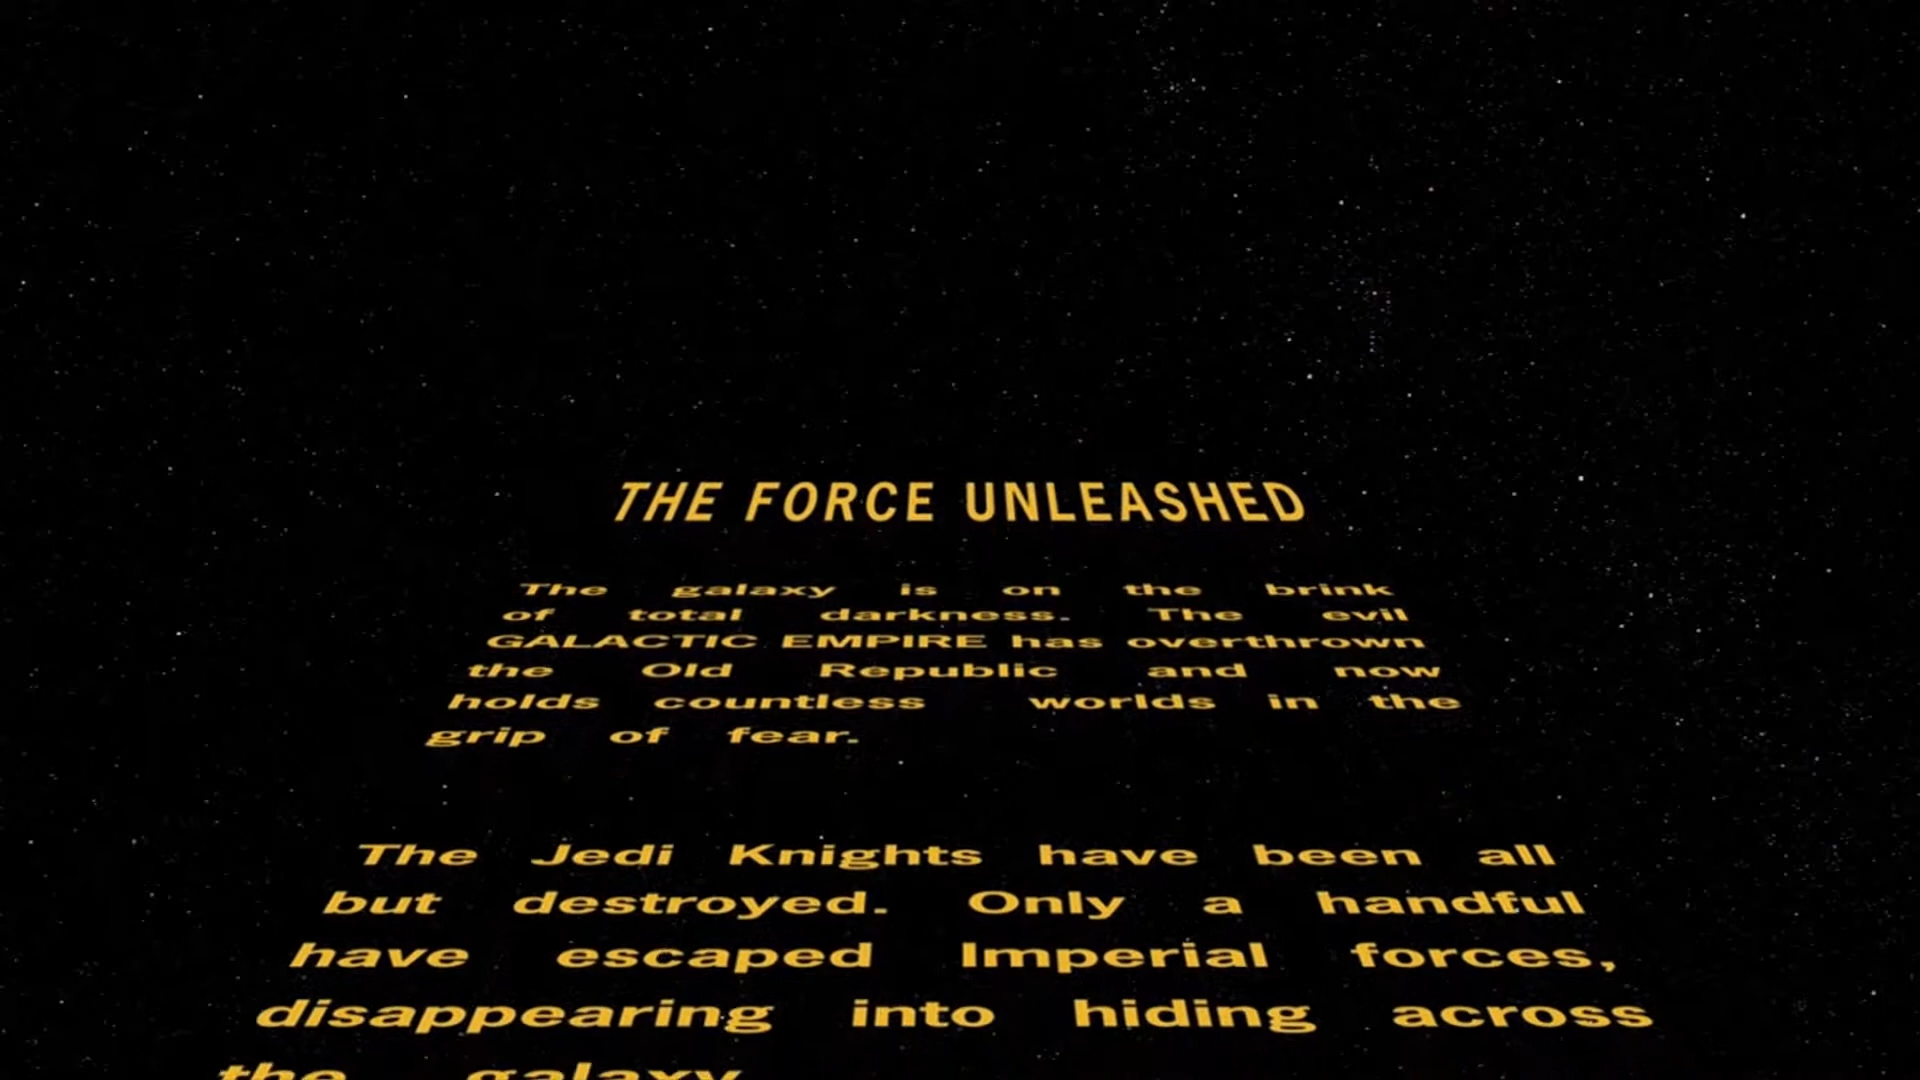 THE FORCE UNLEASHED
The galaxy is on the brink
of total darkness. The evil
GALACTIC EMPIRE has overthrown
the Old Republic and now
holds countless worlds in the
grip of fear.
The Jedi Knights have been all
but destroyed. Only a handful
have escaped Imperial forces,
disappearing into hiding across
the galaxy